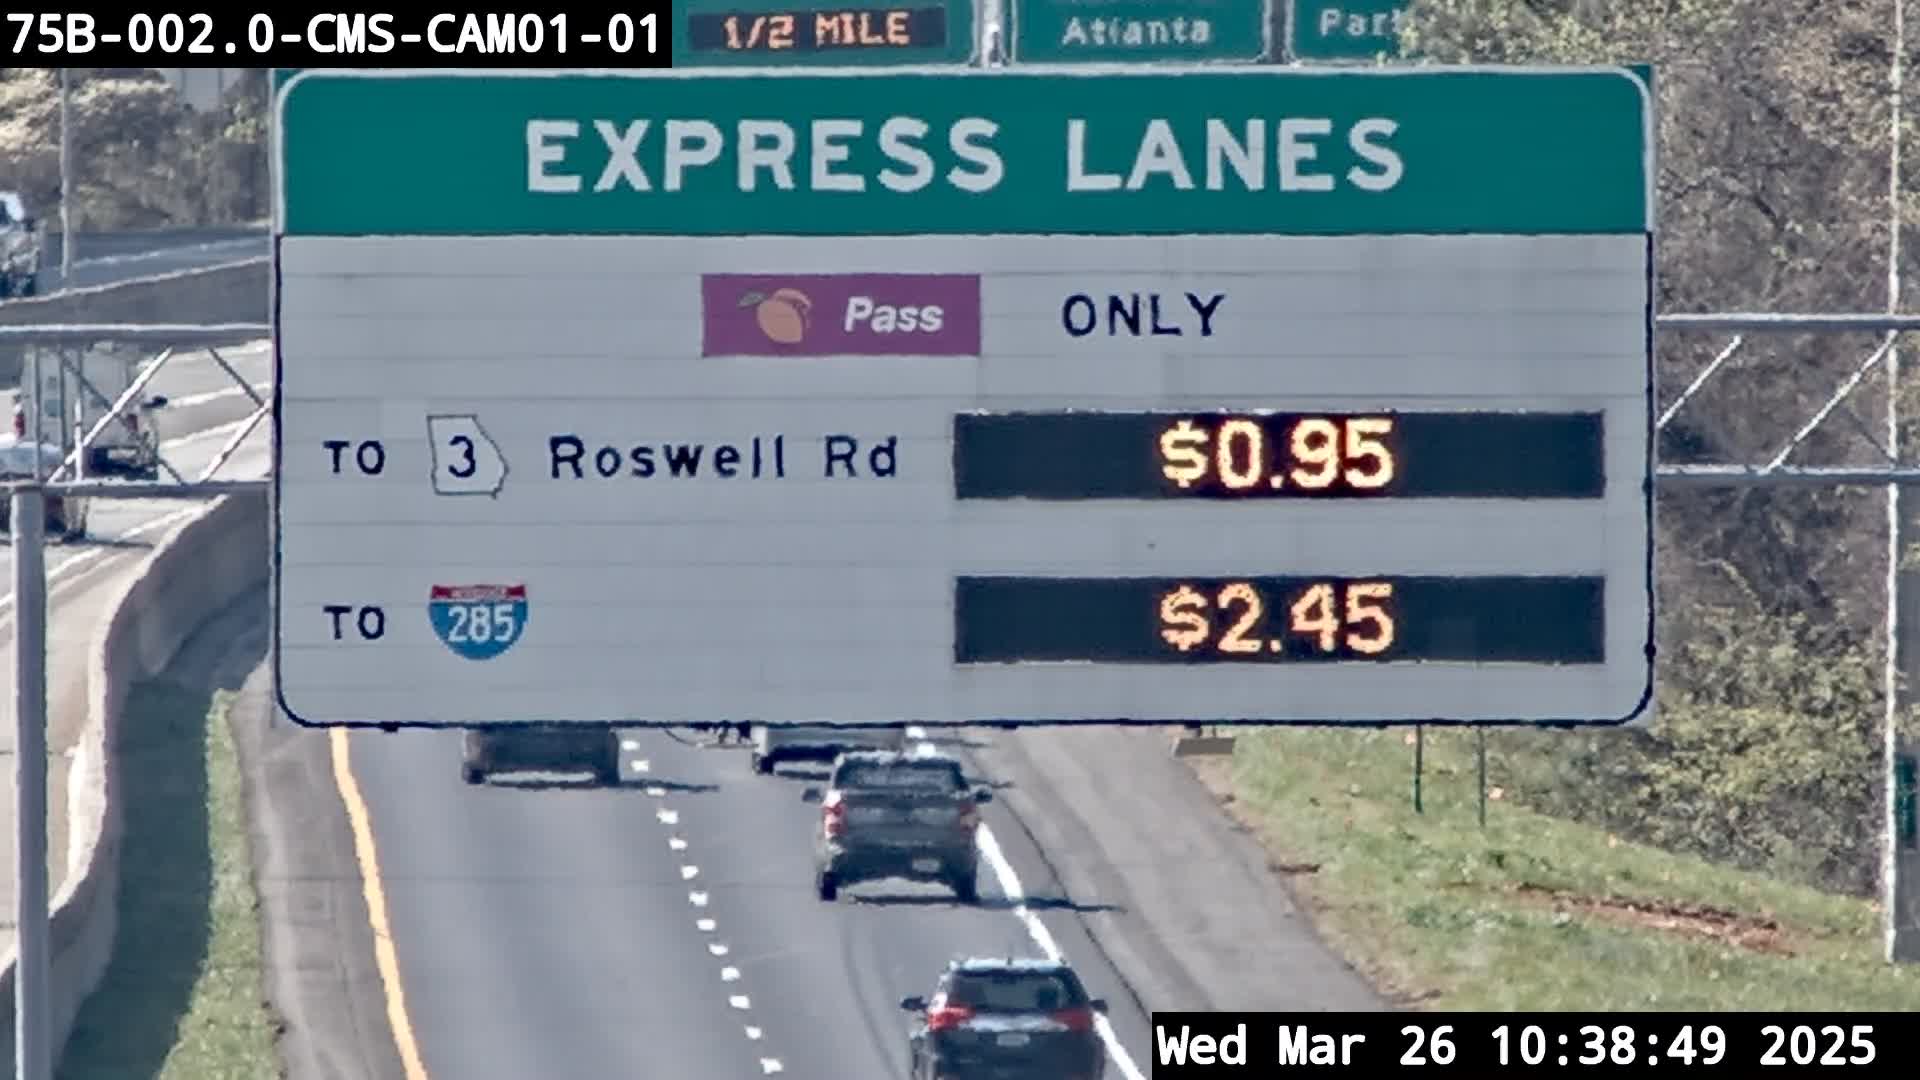 75B-002.0-CMS-CAM01-01
1/2 MILE
Atlanta
EXPRESS LANES
Pass ONLY
TO 3 Roswell Rd $0.95
TO 285 $2.45
Wed Mar 26 10:38:49 2025